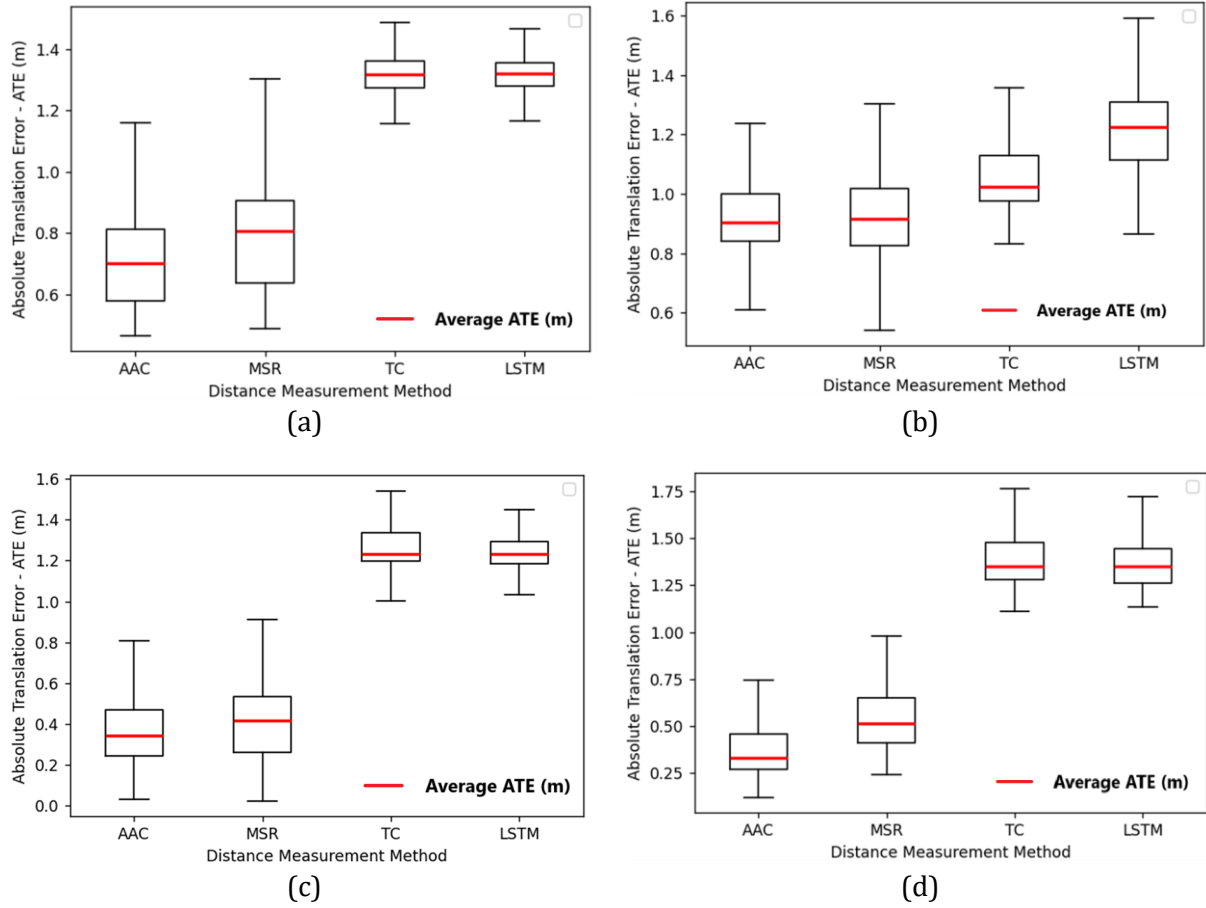 Absolute Translation Error - ATE (m)
1.4
1.2
1.0
0.8
0.6
Average ATE (m)
AAC MSR TC LSTM
Distance Measurement Method
(a)
Absolute Translation Error - ATE (m)
1.6
1.4
1.2
1.0
0.8
0.6
Average ATE (m)
AAC MSR TC LSTM
Distance Measurement Method
(b)
Absolute Translation Error - ATE (m)
1.6
1.4
1.2
1.0
0.8
0.6
0.4
0.2
0.0
Average ATE (m)
AAC MSR TC LSTM
Distance Measurement Method
(c)
Absolute Translation Error - ATE (m)
1.75
1.50
1.25
1.00
0.75
0.50
0.25
Average ATE (m)
AAC MSR TC LSTM
Distance Measurement Method
(d)